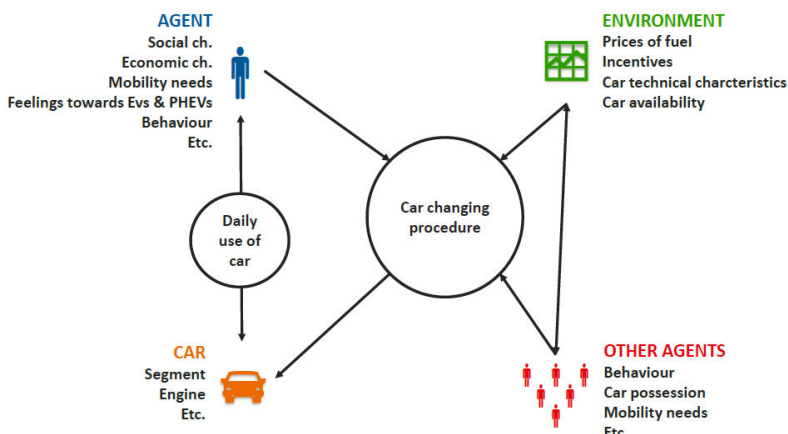 AGENT
Social ch.
Economic ch.
Mobility needs
Feelings towards Evs & PHEVs
Behaviour
Etc.
ENVIRONMENT
Prices of fuel
Incentives
Car technical charcteristics
Car availability
Daily
use of
car
Car changing
procedure
CAR
Segment
Engine
Etc.
OTHER AGENTS
Behaviour
Car possession
Mobility needs
Etc.